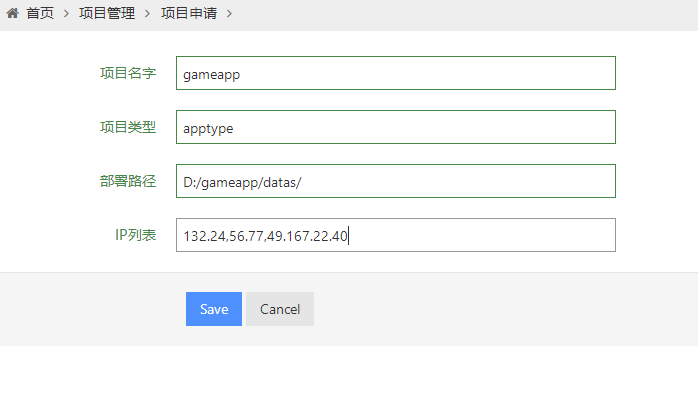 首页 > 项目管理 > 项目申请 >
项目名字 gameapp
项目类型 apptype
部署路径 D:/gameapp/datas/
IP列表 132.24,56.77,49.167.22.40
Save Cancel